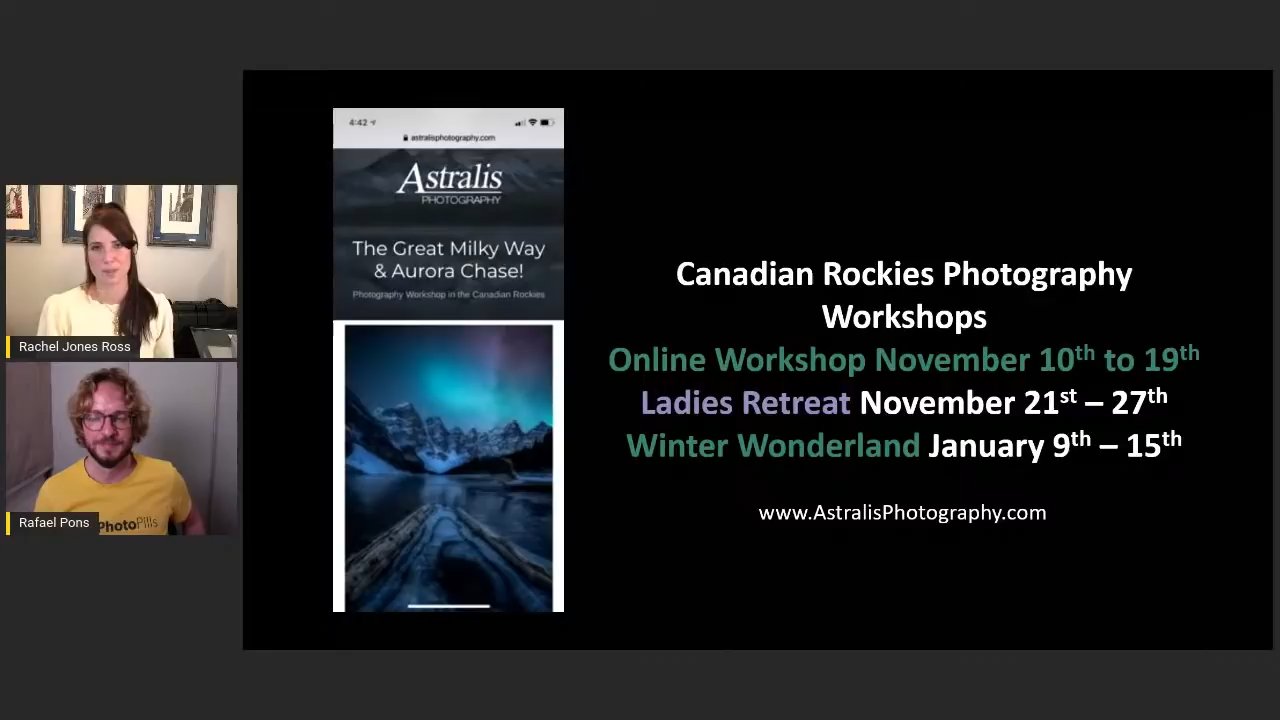 Rachel Jones Ross
PhotoPills
Rafael Pons
4:42
astralisphotography.com
Astralis
PHOTOGRAPHY
The Great Milky Way
& Aurora Chase!
Photography Workshop in the Canadian Rockies
Canadian Rockies Photography
Workshops
Online Workshop November 10th to 19th
Ladies Retreat November 21st – 27th
Winter Wonderland January 9th – 15th
www.AstralisPhotography.com